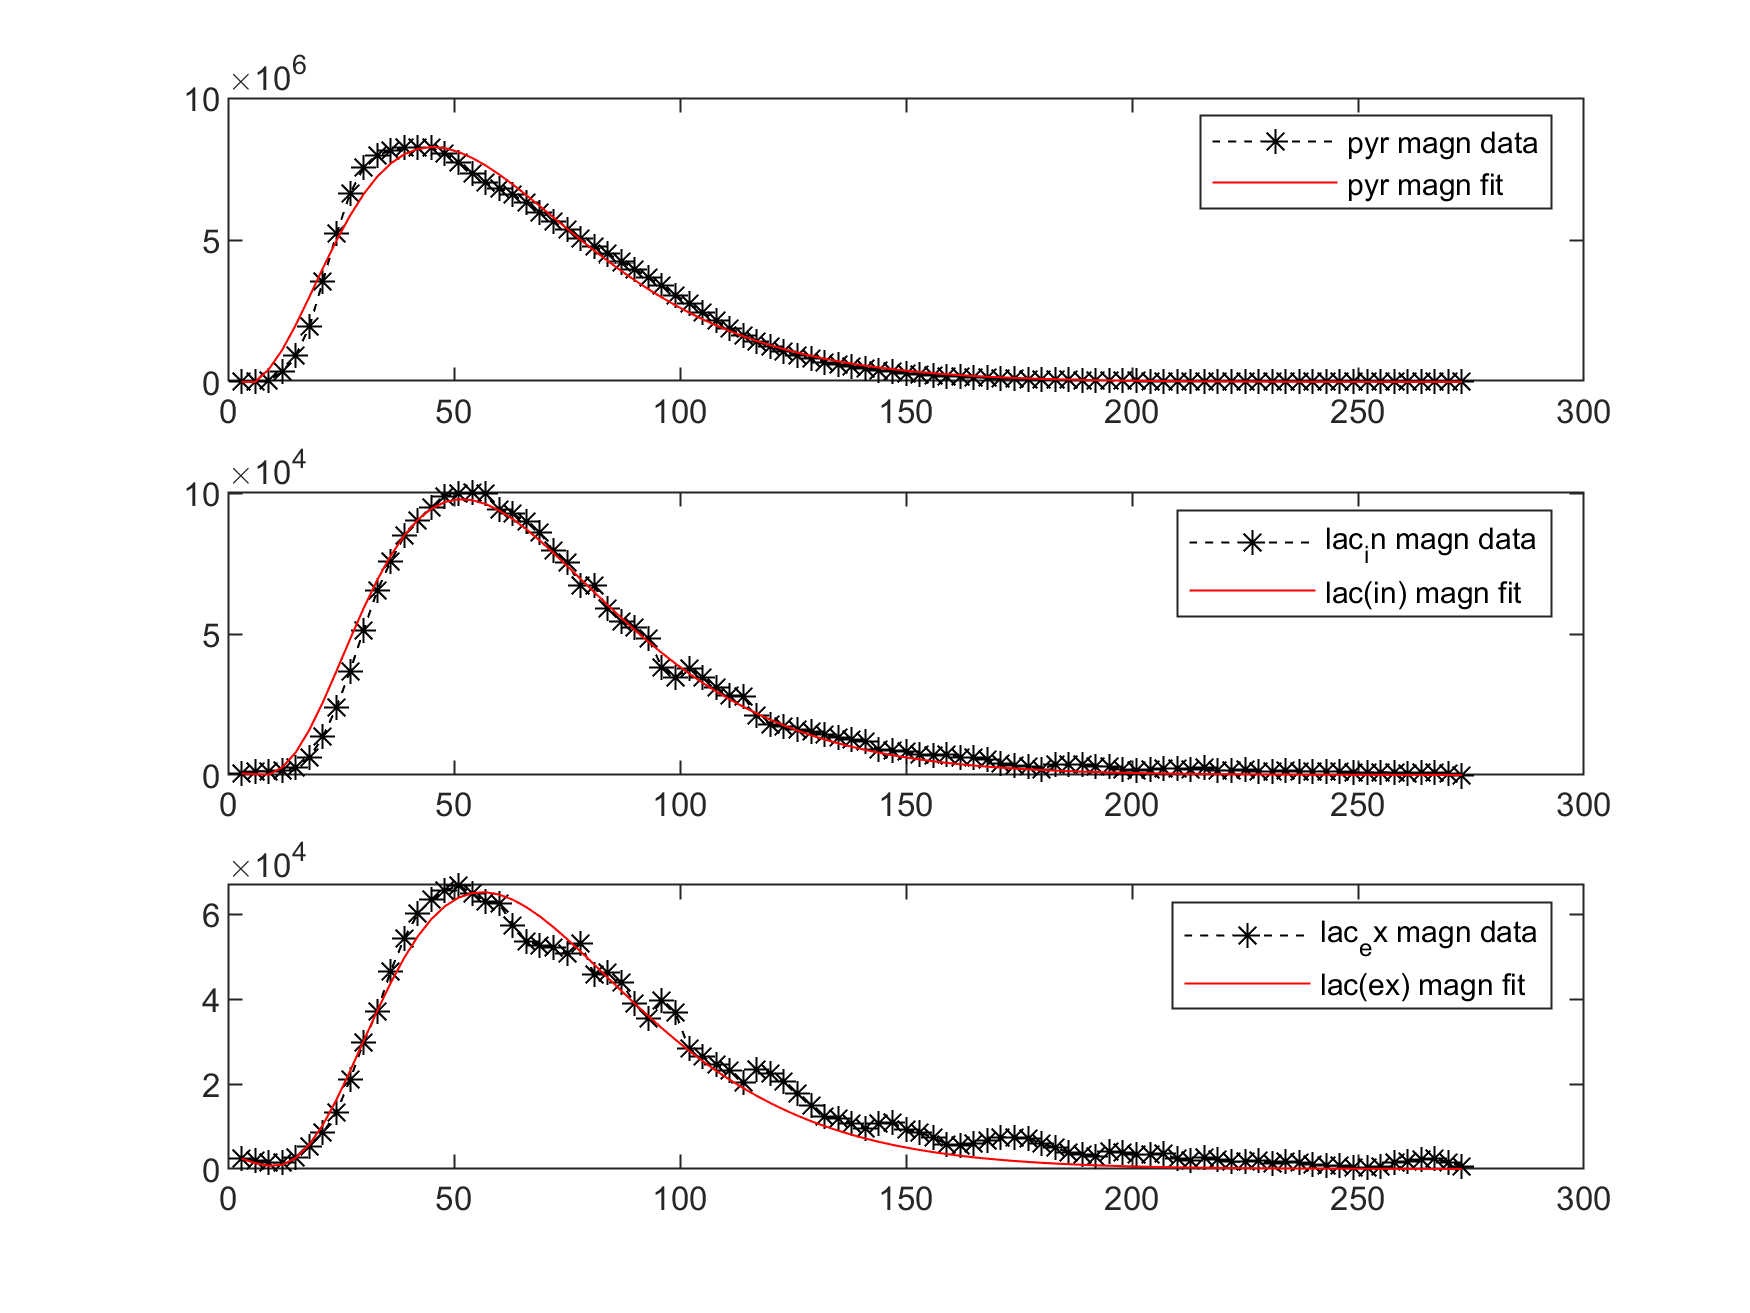 ×10⁶
10
5
0
0 50 100 150 200 250 300
pyr magn data
pyr magn fit
×10⁴
10
5
0
0 50 100 150 200 250 300
lacᵢn magn data
lac(in) magn fit
×10⁴
6
4
2
0
0 50 100 150 200 250 300
lacₑx magn data
lac(ex) magn fit